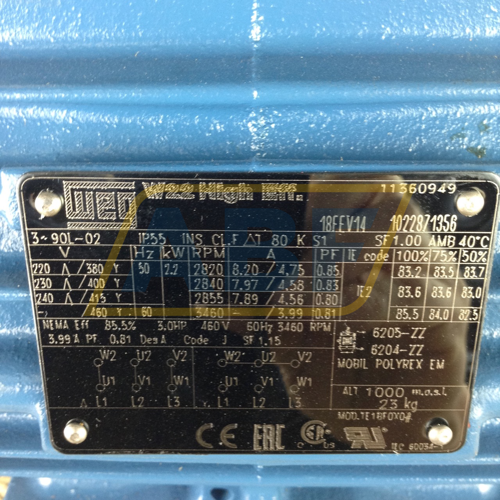 WEG W22 High Eff. 11360949
18FEV14 1022871356
3~90L-02 IP55 INS CL.F ΔT 80 K S1 SF 1.00 AMB 40°C
V Hz kW RPM A PF IE code 100% 75% 50%
220 Δ / 380 Y 50 2.2 2820 8.20 / 4.75 0.85 83.2 83.5
230 Δ / 400 Y 2840 7.97 / 4.58 0.83 IE2 83.6 83.6 83.0
240 Δ / 415 Y 2855 7.89 / 4.56 0.80
/ 460 Y 60 3460 / 3.99 0.81 85.5 84.0
NEMA Eff 85.5% 3.0HP 460 V 60Hz 3460 RPM
3.99 A PF. 0.81 Des A Code J SF 1.15
6205-ZZ
6204-ZZ
MOBIL POLYREX EM
W2 U2 V2 W2 U2 V2
U1 V1 W1 U1 V1 W1
Δ L1 L2 L3 Y L1 L2 L3
ALT 1000 m.a.s.l.
23 kg
CE EAC
IEC 60034-1
ABF